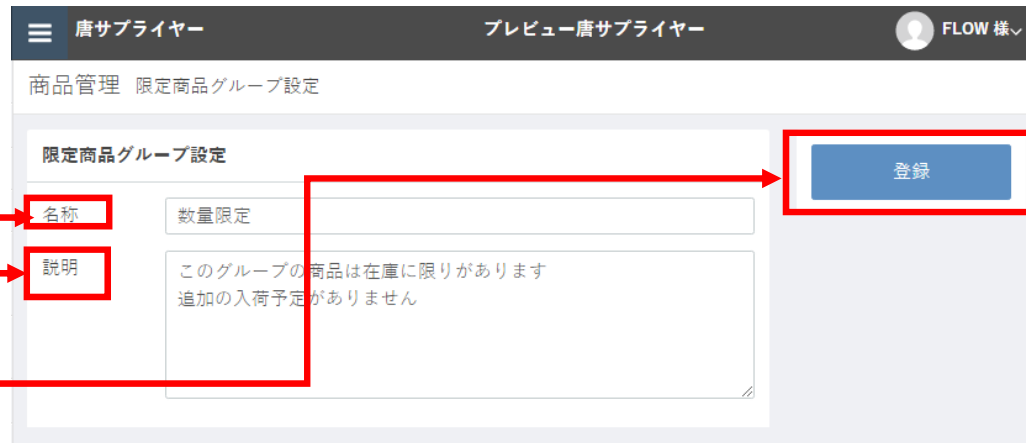 唐サプライヤー
プレビュー唐サプライヤー
FLOW 様
商品管理 限定商品グループ設定
限定商品グループ設定
登録
名称
数量限定
説明
このグループの商品は在庫に限りがあります
追加の入荷予定がありません